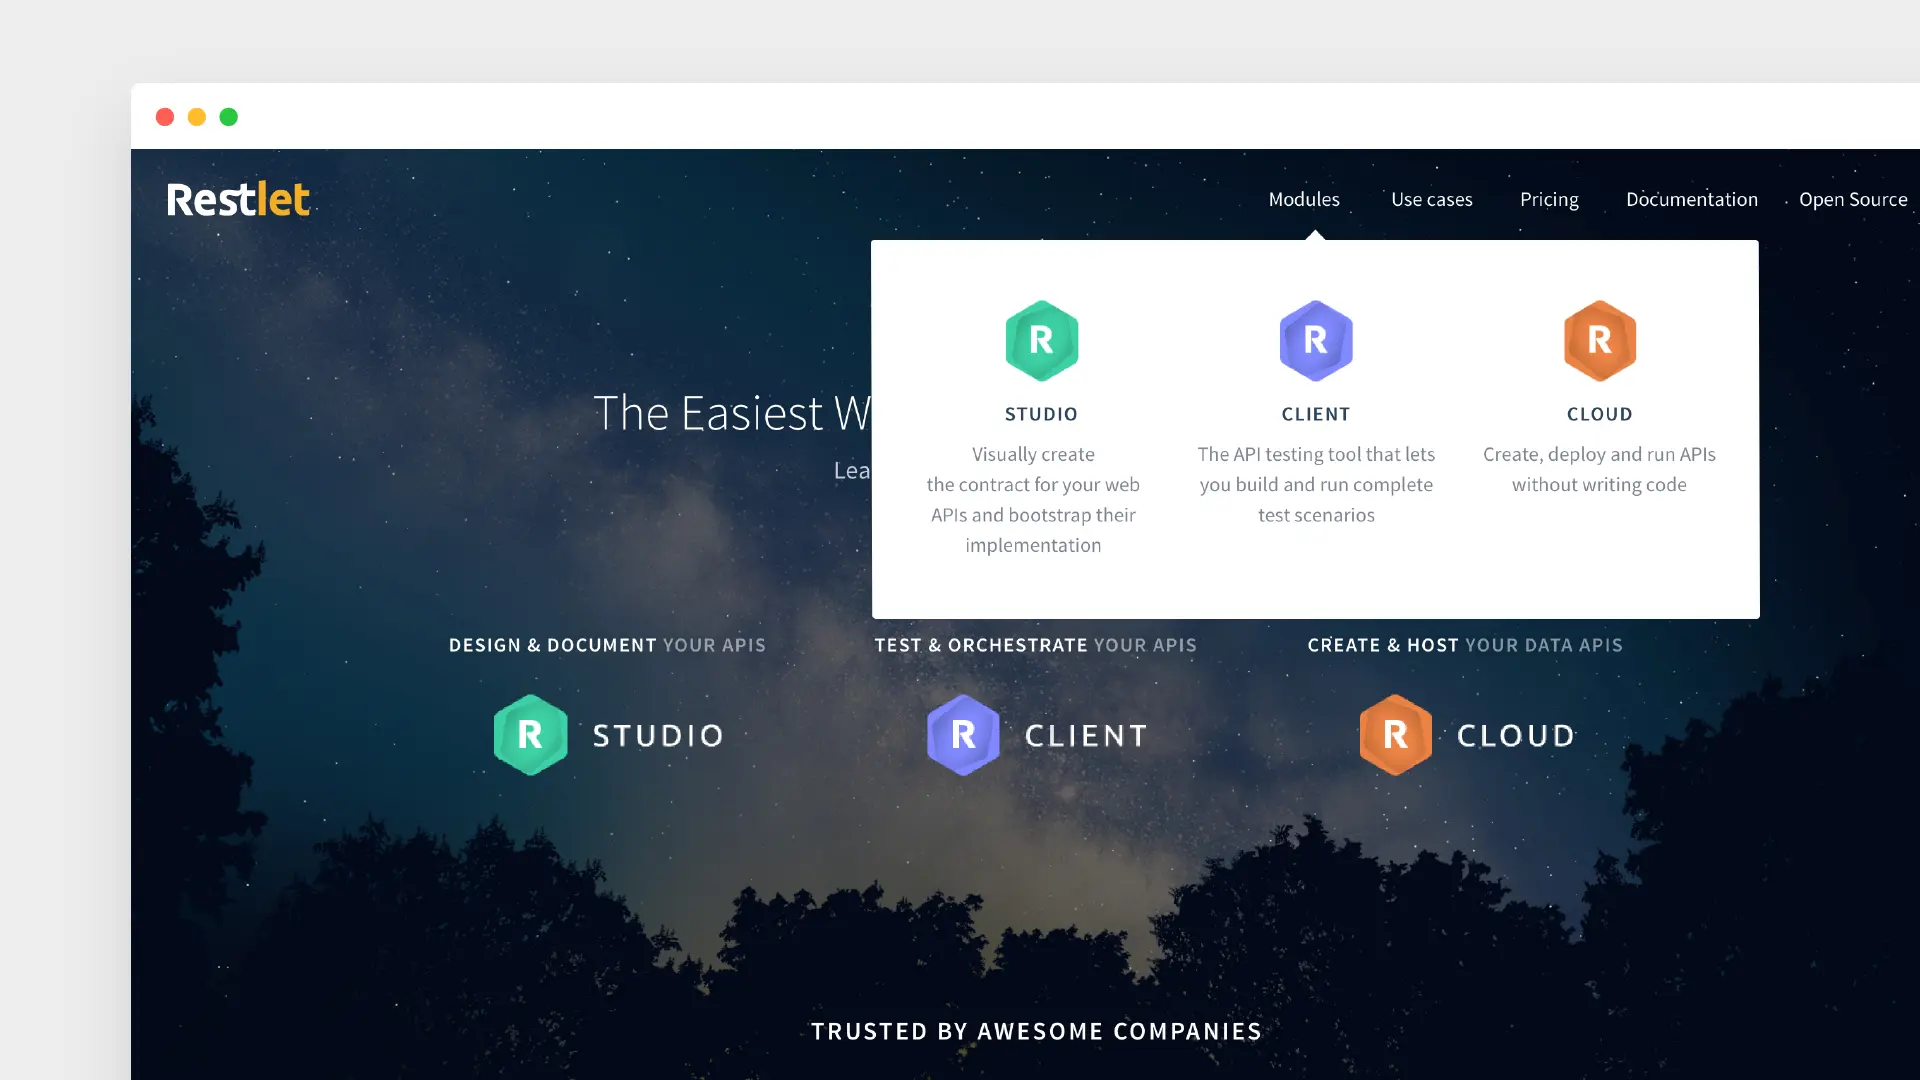 Restlet
Modules Use cases Pricing Documentation Open Source
The Easiest W
Lea
R R R
STUDIO CLIENT CLOUD
Visually create
the contract for your web
APIs and bootstrap their
implementation
The API testing tool that lets
you build and run complete
test scenarios
Create, deploy and run APIs
without writing code
DESIGN & DOCUMENT YOUR APIS
TEST & ORCHESTRATE YOUR APIS
CREATE & HOST YOUR DATA APIS
R STUDIO
R CLIENT
R CLOUD
TRUSTED BY AWESOME COMPANIES